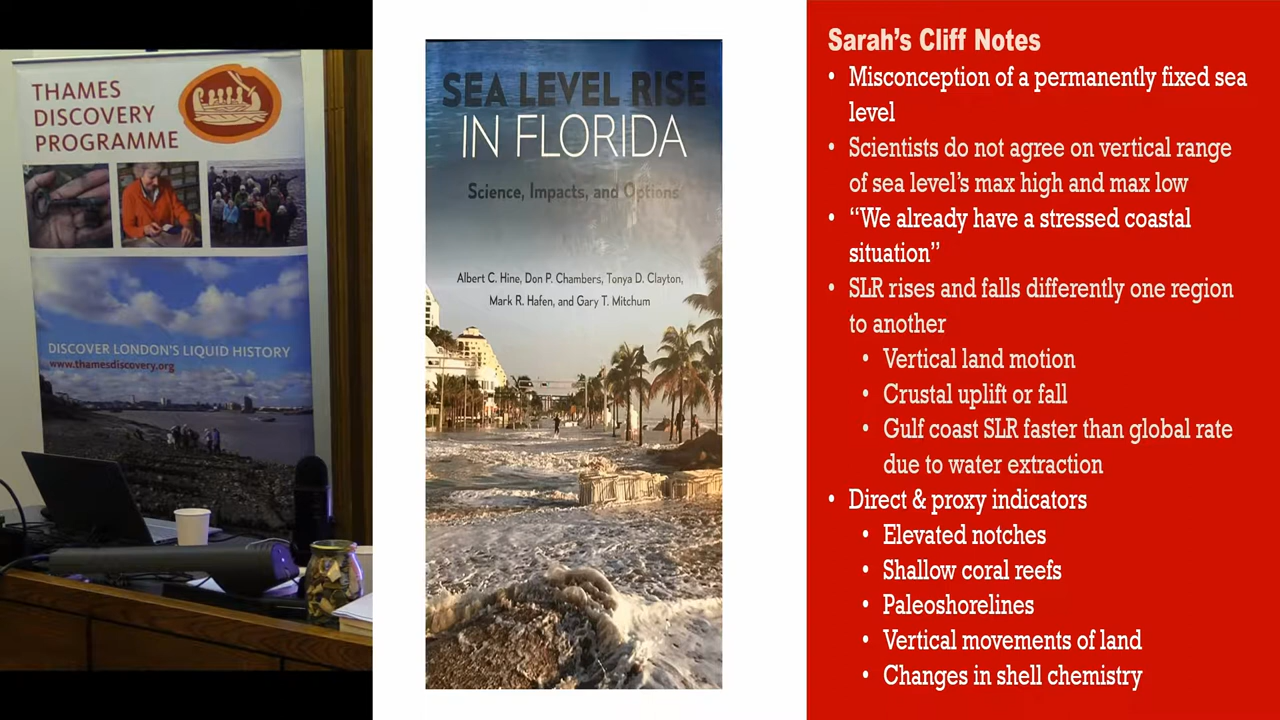 THAMES
DISCOVERY
PROGRAMME
DISCOVER LONDON'S LIQUID HISTORY
www.thamesdiscovery.org
SEA LEVEL RISE
IN FLORIDA
Science, Impacts, and Options
Albert C. Hine, Don P. Chambers, Tonya D. Clayton,
Mark R. Hafen, and Gary T. Mitchum
Sarah's Cliff Notes
• Misconception of a permanently fixed sea
level
• Scientists do not agree on vertical range
of sea level's max high and max low
• “We already have a stressed coastal
situation”
• SLR rises and falls differently one region
to another
• Vertical land motion
• Crustal uplift or fall
• Gulf coast SLR faster than global rate
due to water extraction
• Direct & proxy indicators
• Elevated notches
• Shallow coral reefs
• Paleoshorelines
• Vertical movements of land
• Changes in shell chemistry